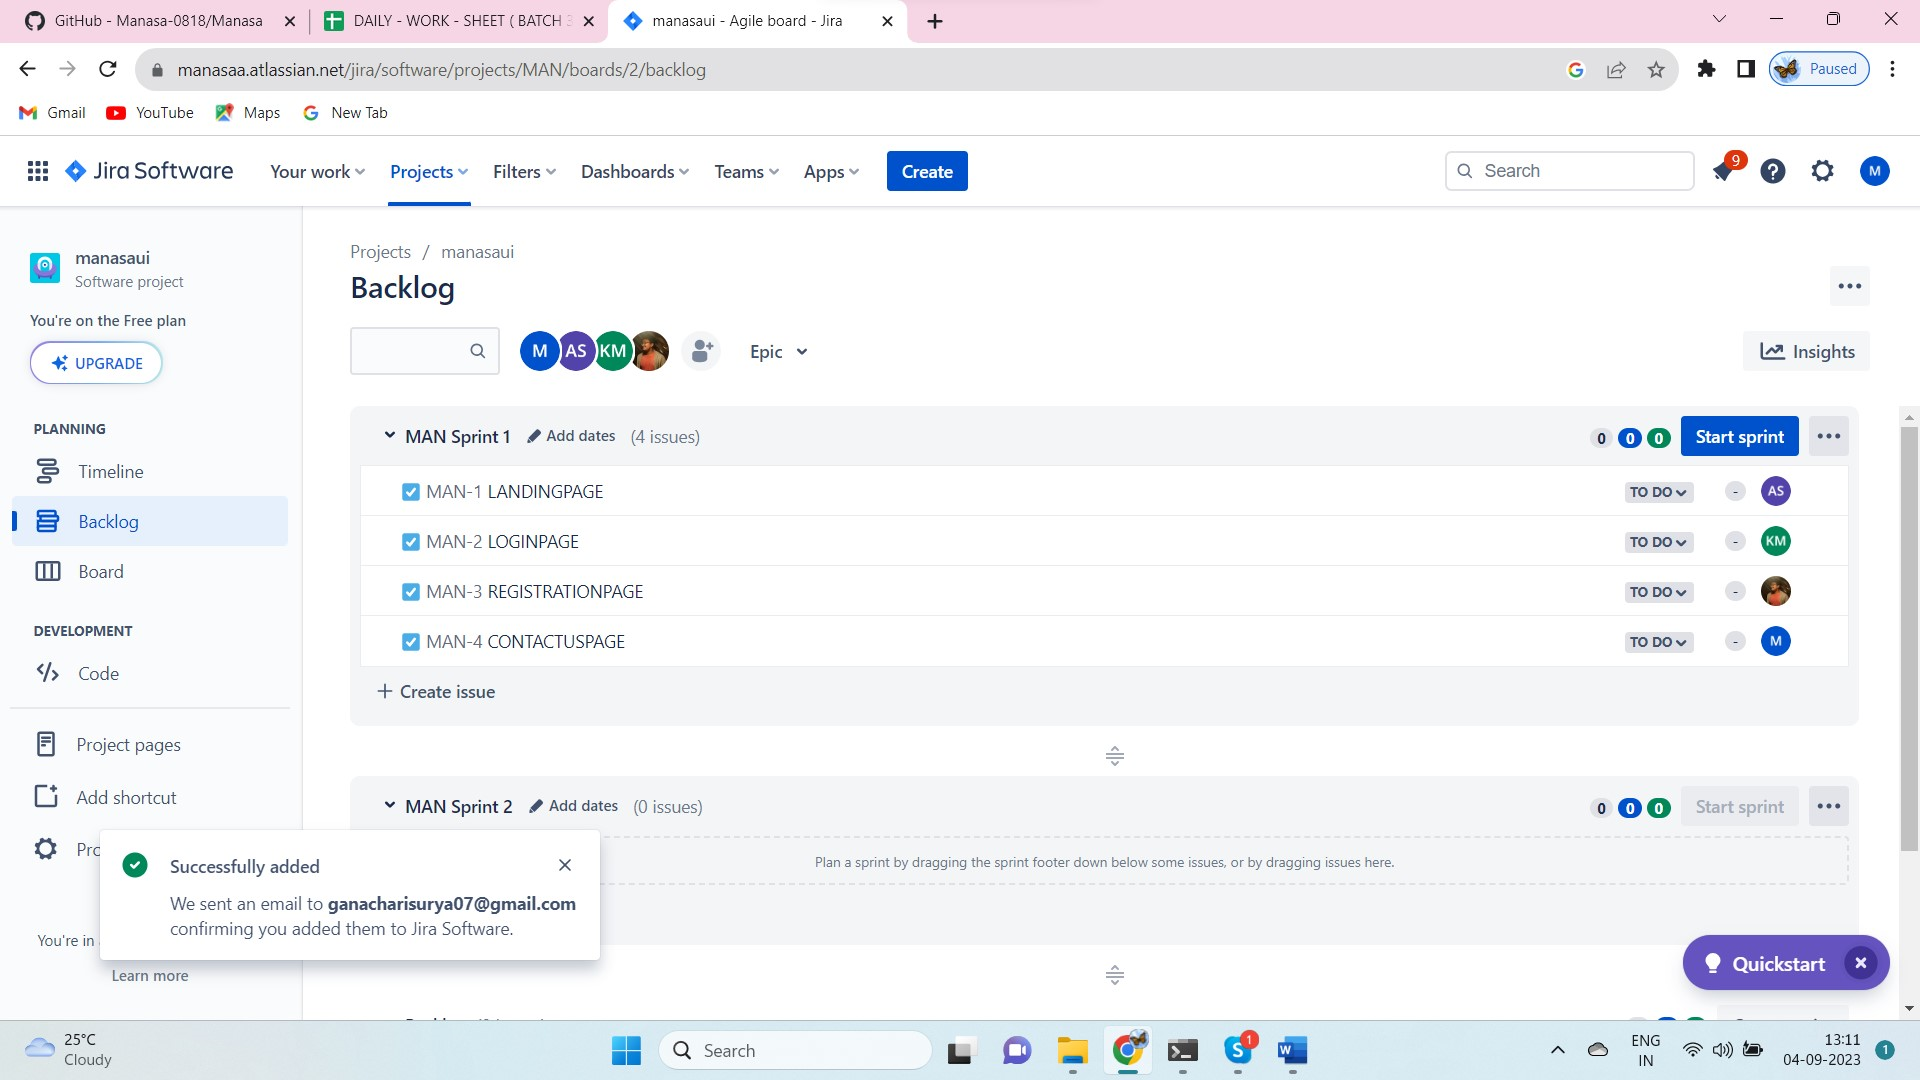 GitHub - Manasa-0818/Manasa
DAILY - WORK - SHEET ( BATCH 3
manasaui - Agile board - Jira
manasaa.atlassian.net/jira/software/projects/MAN/boards/2/backlog
Paused
Gmail
YouTube
Maps
New Tab
Jira Software
Your work
Projects
Filters
Dashboards
Teams
Apps
Create
Search
9
M
manasaui
Software project
You're on the Free plan
UPGRADE
PLANNING
Timeline
Backlog
Board
DEVELOPMENT
Code
Project pages
Add shortcut
Pro
You're in a
Learn more
Projects / manasaui
Backlog
M AS KM
Epic
Insights
MAN Sprint 1 Add dates (4 issues) 0 0 0 Start sprint
MAN-1 LANDINGPAGE TO DO - AS
MAN-2 LOGINPAGE TO DO - KM
MAN-3 REGISTRATIONPAGE TO DO -
MAN-4 CONTACTUSPAGE TO DO - M
+ Create issue
MAN Sprint 2 Add dates (0 issues) 0 0 0 Start sprint
Plan a sprint by dragging the sprint footer down below some issues, or by dragging issues here.
Successfully added
We sent an email to ganacharisurya07@gmail.com
confirming you added them to Jira Software.
Quickstart
25°C
Cloudy
Search
1
ENG
IN
13:11
04-09-2023
1